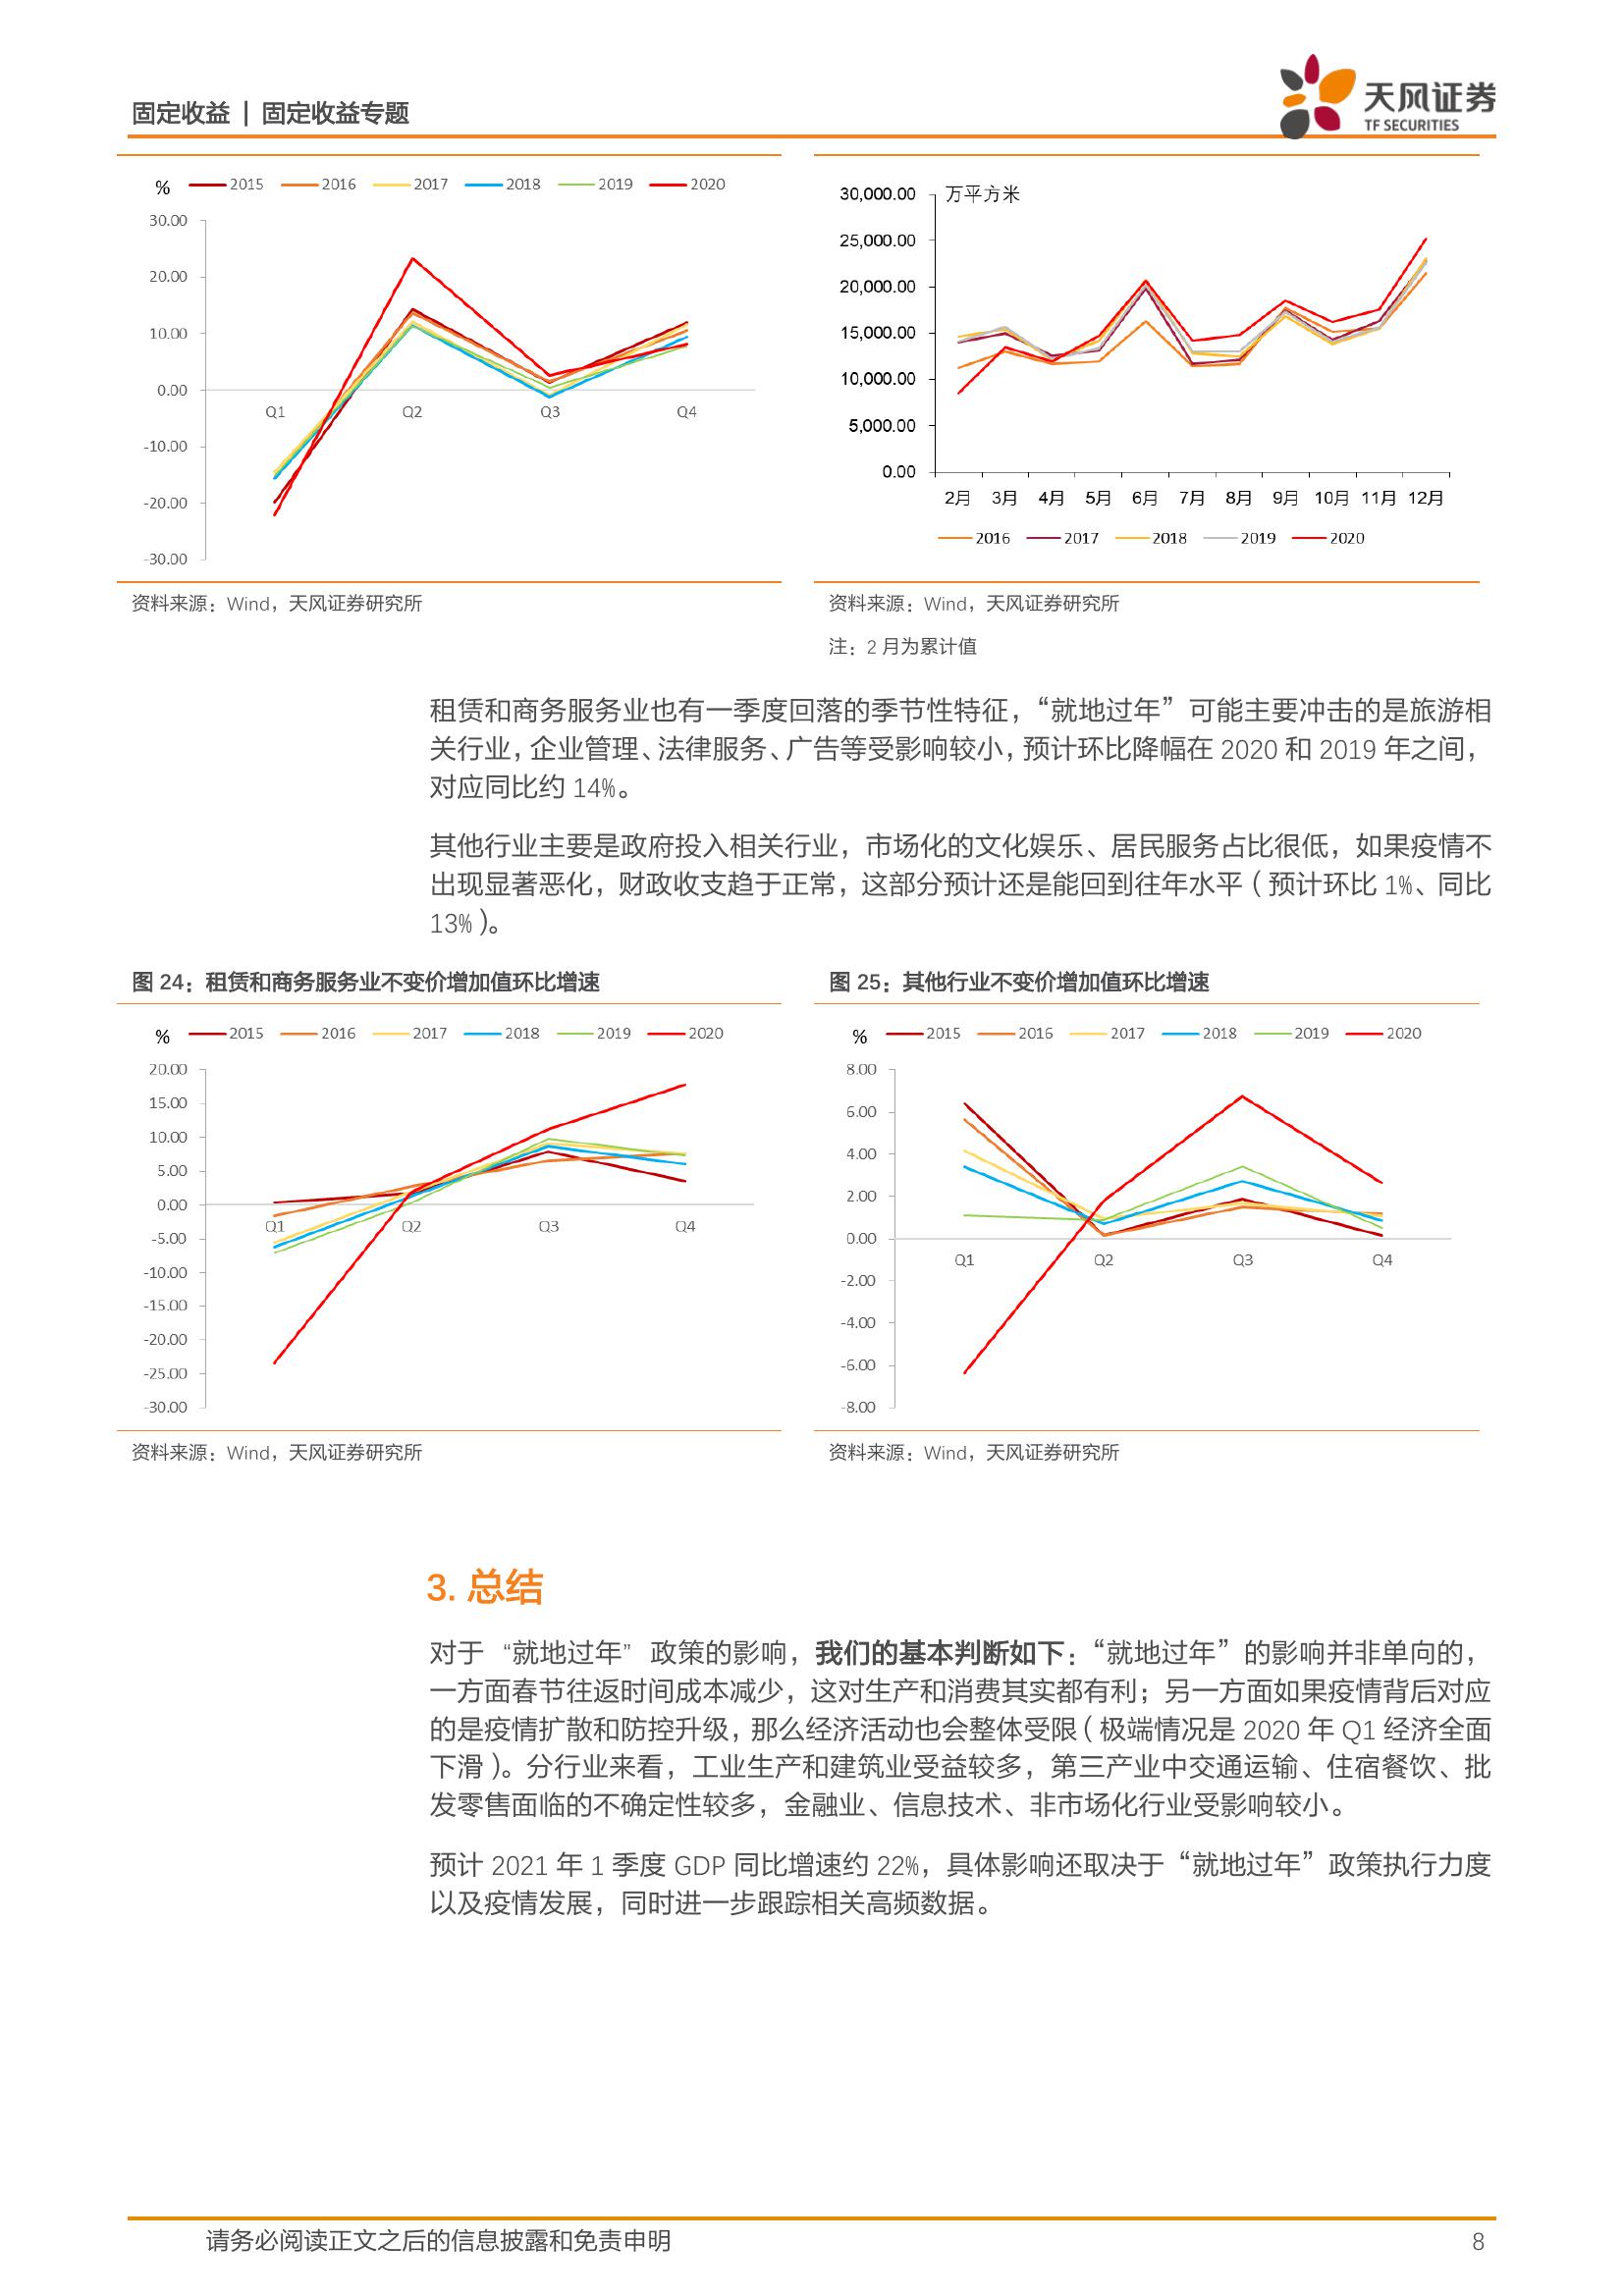 固定收益 | 固定收益专题
天风证券
TF SECURITIES
% 2015 2016 2017 2018 2019 2020
30.00
20.00
10.00
0.00
-10.00
-20.00
-30.00
Q1 Q2 Q3 Q4
资料来源：Wind，天风证券研究所
万平方米
30,000.00
25,000.00
20,000.00
15,000.00
10,000.00
5,000.00
0.00
2月 3月 4月 5月 6月 7月 8月 9月 10月 11月 12月
2016 2017 2018 2019 2020
资料来源：Wind，天风证券研究所
注：2 月为累计值
租赁和商务服务业也有一季度回落的季节性特征，“就地过年”可能主要冲击的是旅游相
关行业，企业管理、法律服务、广告等受影响较小，预计环比降幅在 2020 和 2019 年之间，
对应同比约 14%。
其他行业主要是政府投入相关行业，市场化的文化娱乐、居民服务占比很低，如果疫情不
出现显著恶化，财政收支趋于正常，这部分预计还是能回到往年水平（预计环比 1%、同比
13%）。
图 24：租赁和商务服务业不变价增加值环比增速
% 2015 2016 2017 2018 2019 2020
20.00
15.00
10.00
5.00
0.00
-5.00
-10.00
-15.00
-20.00
-25.00
-30.00
Q1 Q2 Q3 Q4
资料来源：Wind，天风证券研究所
图 25：其他行业不变价增加值环比增速
% 2015 2016 2017 2018 2019 2020
8.00
6.00
4.00
2.00
0.00
-2.00
-4.00
-6.00
-8.00
Q1 Q2 Q3 Q4
资料来源：Wind，天风证券研究所
3. 总结
对于 “就地过年” 政策的影响，我们的基本判断如下：“就地过年”的影响并非单向的，
一方面春节往返时间成本减少，这对生产和消费其实都有利；另一方面如果疫情背后对应
的是疫情扩散和防控升级，那么经济活动也会整体受限（极端情况是 2020 年 Q1 经济全面
下滑）。分行业来看，工业生产和建筑业受益较多，第三产业中交通运输、住宿餐饮、批
发零售面临的不确定性较多，金融业、信息技术、非市场化行业受影响较小。
预计 2021 年 1 季度 GDP 同比增速约 22%，具体影响还取决于“就地过年”政策执行力度
以及疫情发展，同时进一步跟踪相关高频数据。
请务必阅读正文之后的信息披露和免责申明 8